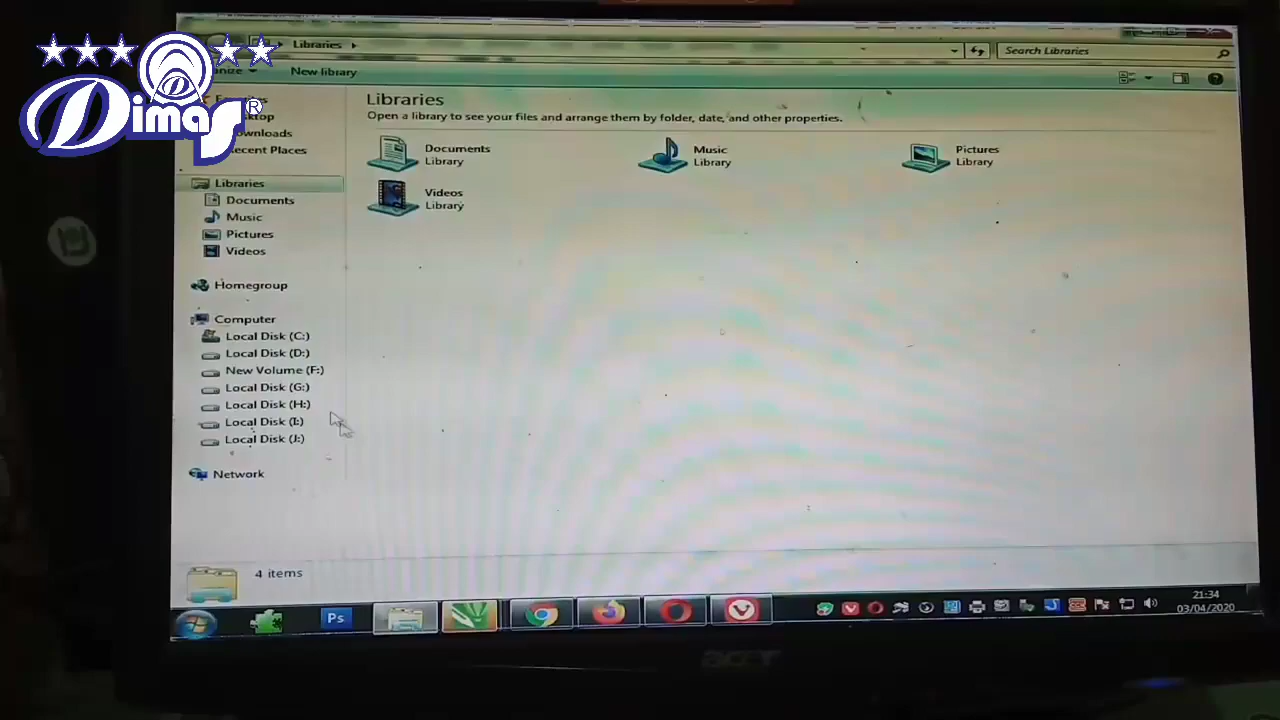 Dimas®
Libraries
Search Libraries
New library
Downloads
Recent Places
Libraries
Documents
Music
Pictures
Videos
Homegroup
Computer
Local Disk (C:)
Local Disk (D:)
New Volume (F:)
Local Disk (G:)
Local Disk (H:)
Local Disk (I:)
Local Disk (J:)
Network
Libraries
Open a library to see your files and arrange them by folder, date, and other properties.
Documents
Library
Music
Library
Pictures
Library
Videos
Library
4 items
Ps
21:34
03/04/2020
acer